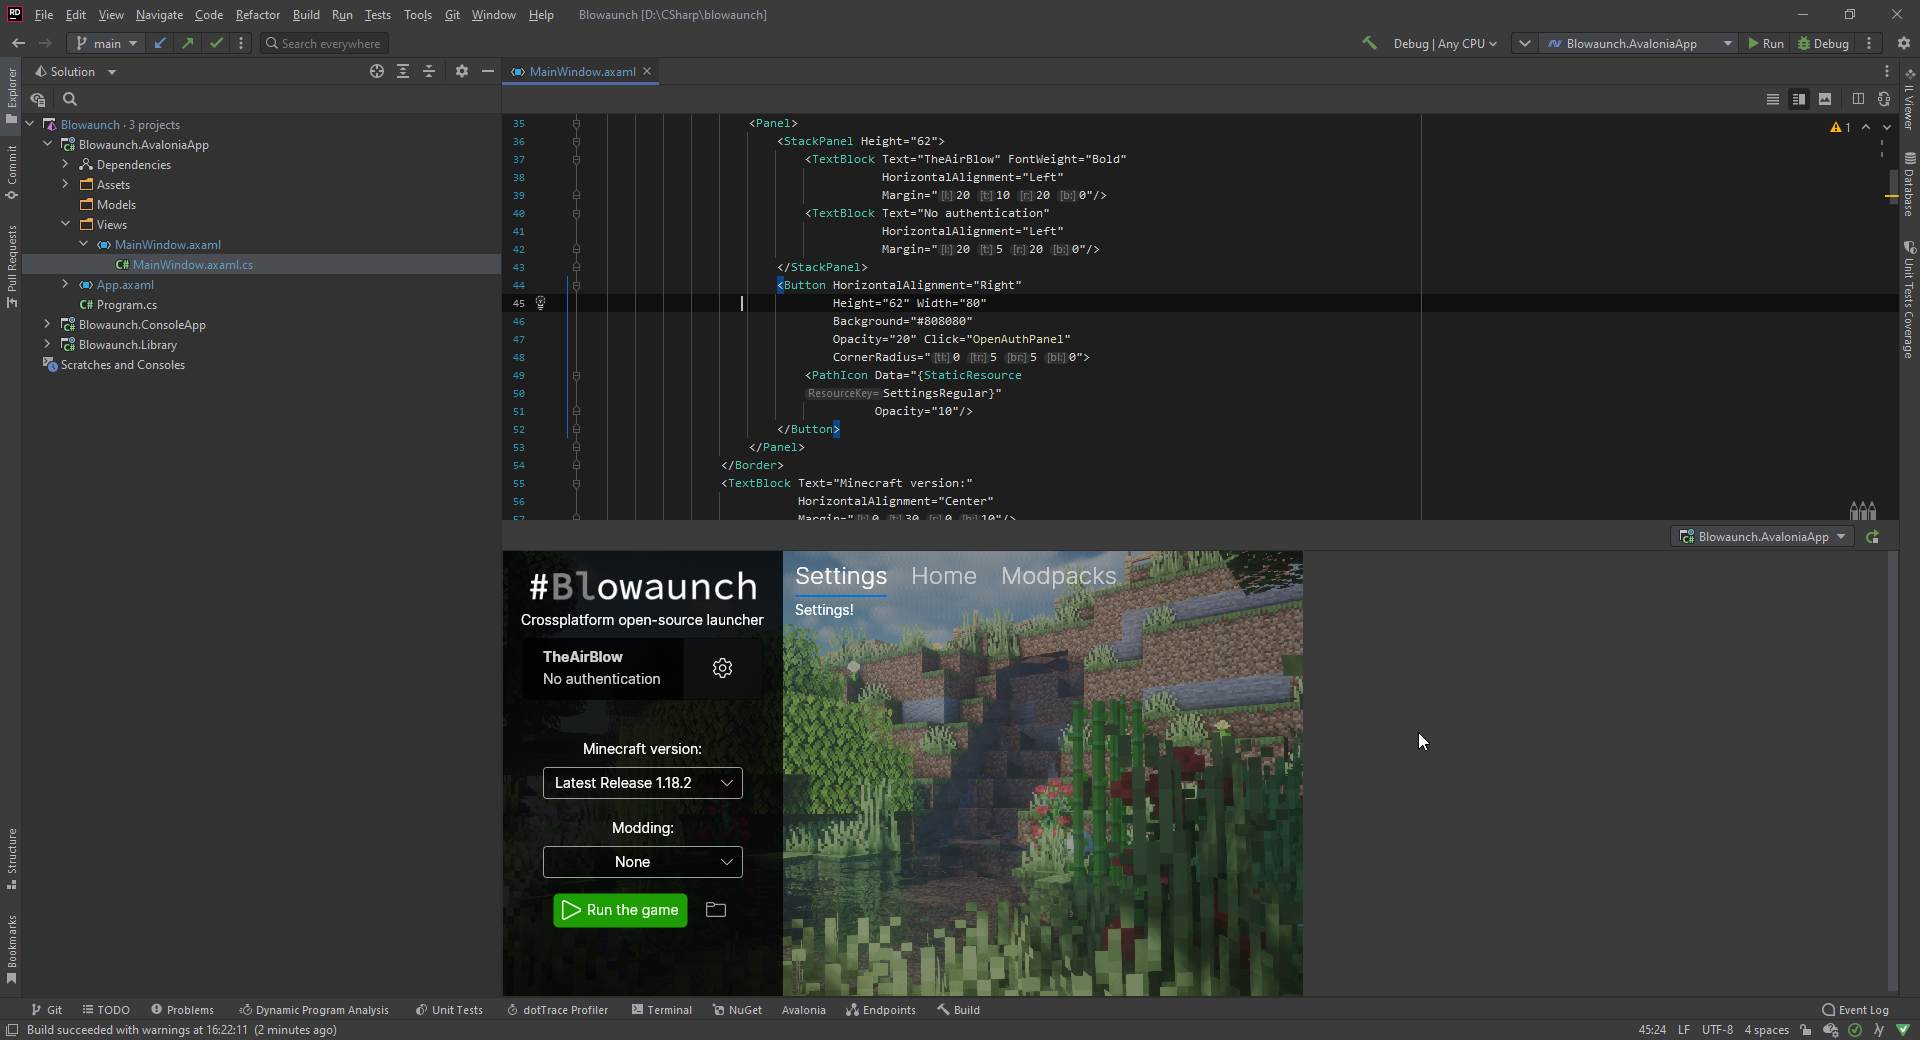 RD File Edit View Navigate Code Refactor Build Run Tests Tools Git Window Help Blowaunch [D:\CSharp\blowaunch]
main Search everywhere Debug | Any CPU Blowaunch.AvaloniaApp Run Debug
Solution MainWindow.axaml
Explorer
Commit
Pull Requests
Structure
Bookmarks
Blowaunch · 3 projects
Blowaunch.AvaloniaApp
Dependencies
Assets
Models
Views
MainWindow.axaml
C# MainWindow.axaml.cs
App.axaml
C# Program.cs
Blowaunch.ConsoleApp
Blowaunch.Library
Scratches and Consoles
35 <Panel>
36 <StackPanel Height="62">
37 <TextBlock Text="TheAirBlow" FontWeight="Bold"
38 HorizontalAlignment="Left"
39 Margin="[l:]20 [t:]10 [r:]20 [b:]0"/>
40 <TextBlock Text="No authentication"
41 HorizontalAlignment="Left"
42 Margin="[l:]20 [t:]5 [r:]20 [b:]0"/>
43 </StackPanel>
44 <Button HorizontalAlignment="Right"
45 Height="62" Width="80"
46 Background="#808080"
47 Opacity="20" Click="OpenAuthPanel"
48 CornerRadius="[tl:]0 [tr:]5 [br:]5 [bl:]0">
49 <PathIcon Data="{StaticResource
50 ResourceKey=SettingsRegular}"
51 Opacity="10"/>
52 </Button>
53 </Panel>
54 </Border>
55 <TextBlock Text="Minecraft version:"
56 HorizontalAlignment="Center"
57 Margin="[l:]0 [t:]30 [r:]0 [b:]10"/>
1
IL Viewer
Database
Unit Tests Coverage
Blowaunch.AvaloniaApp
#Blowaunch
Crossplatform open-source launcher
TheAirBlow
No authentication
Minecraft version:
Latest Release 1.18.2
Modding:
None
Run the game
Settings Home Modpacks
Settings!
Git TODO Problems Dynamic Program Analysis Unit Tests dotTrace Profiler Terminal NuGet Avalonia Endpoints Build Event Log
Build succeeded with warnings at 16:22:11 (2 minutes ago) 45:24 LF UTF-8 4 spaces